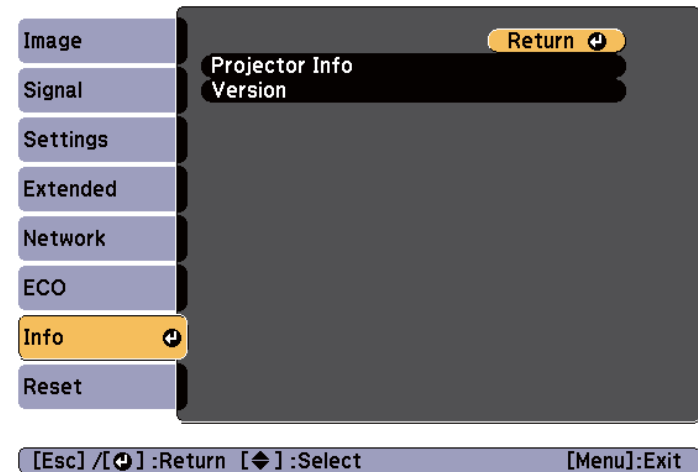 Image
Signal
Settings
Extended
Network
ECO
Info
Reset
Return
Projector Info
Version
[Esc] /[ ] :Return [ ] :Select [Menu]:Exit